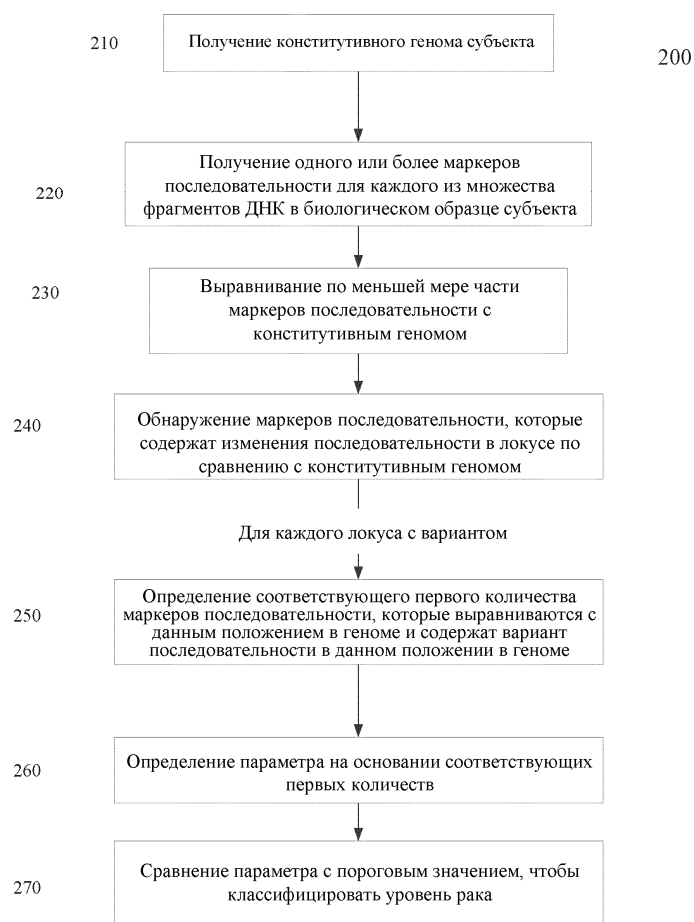 210
Получение конститутивного генома субъекта
200
220
Получение одного или более маркеров
последовательности для каждого из множества
фрагментов ДНК в биологическом образце субъекта
230
Выравнивание по меньшей мере части
маркеров последовательности с
конститутивным геномом
240
Обнаружение маркеров последовательности, которые
содержат изменения последовательности в локусе по
сравнению с конститутивным геномом
Для каждого локуса с вариантом
250
Определение соответствующего первого количества
маркеров последовательности, которые выравниваются с
данным положением в геноме и содержат вариант
последовательности в данном положении в геноме
260
Определение параметра на основании соответствующих
первых количеств
270
Сравнение параметра с пороговым значением, чтобы
классифицировать уровень рака